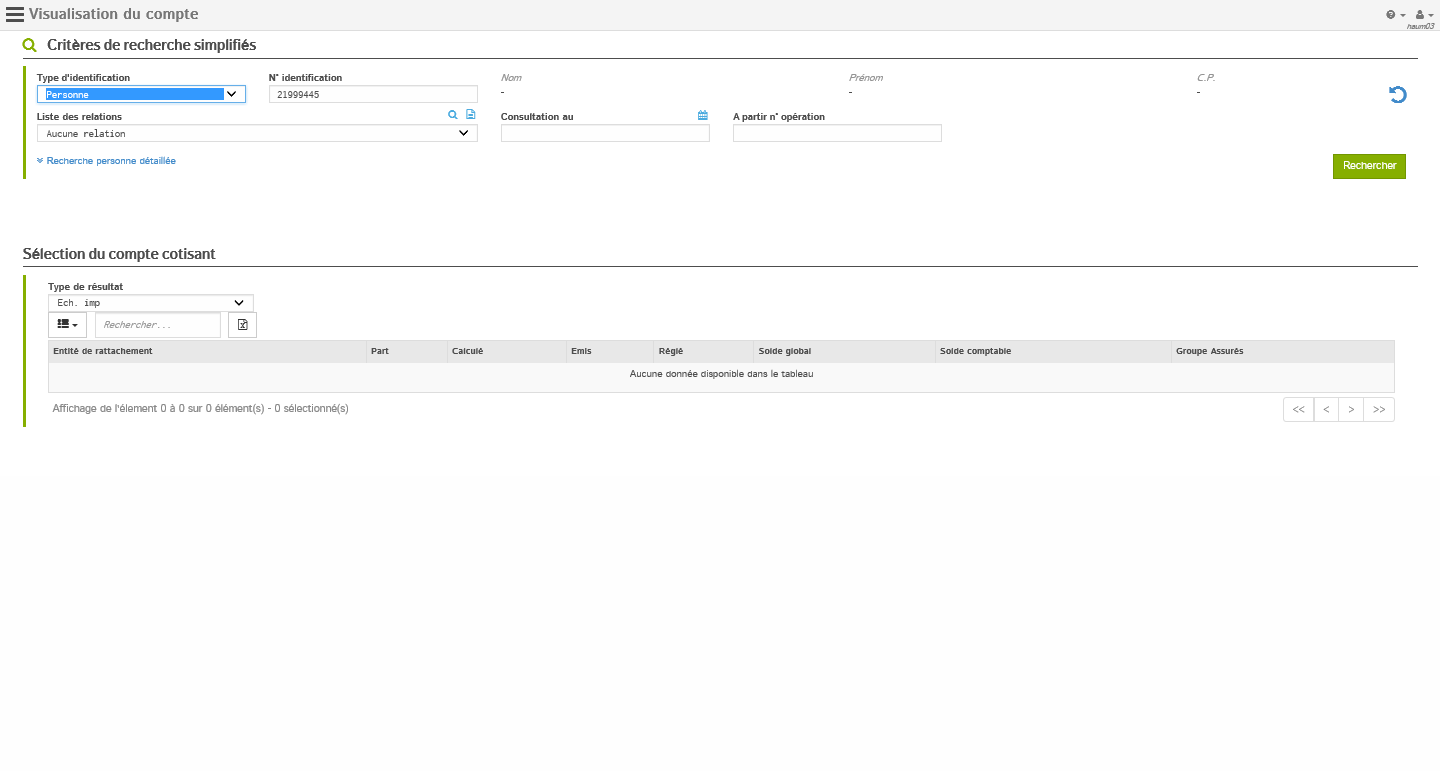 Visualisation du compte
haum03
Critères de recherche simplifiés
Type d'identification N° identification Nom Prénom C.P.
Personne 21999445 - - -
Liste des relations Consultation au A partir n° opération
Aucune relation
Recherche personne détaillée
Rechercher
Sélection du compte cotisant
Type de résultat
Ech. imp
Rechercher...
Entité de rattachement Part Calculé Emis Réglé Solde global Solde comptable Groupe Assurés
Aucune donnée disponible dans le tableau
Affichage de l'élement 0 à 0 sur 0 élément(s) - 0 sélectionné(s)
<< < > >>